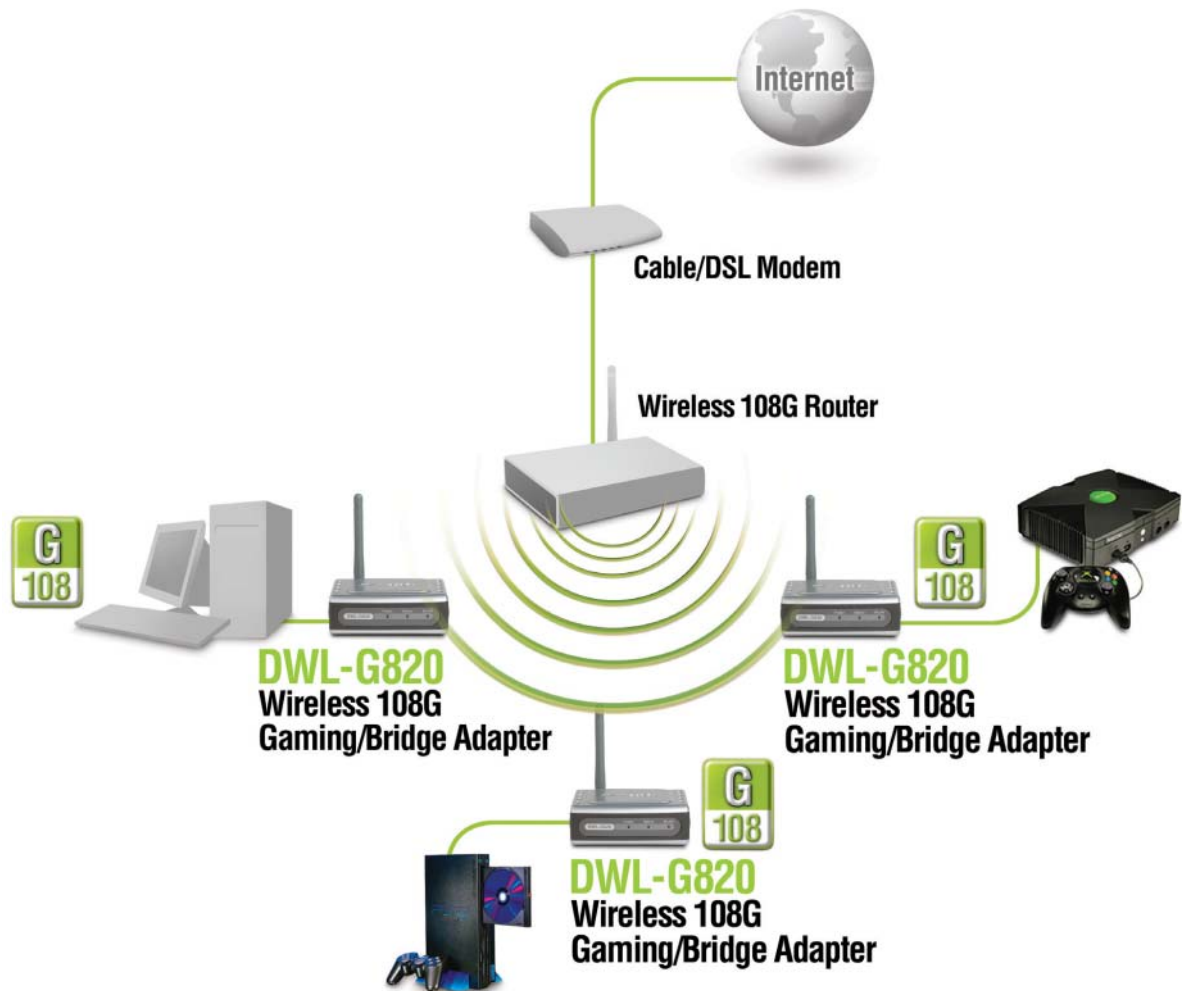 Internet
Cable/DSL Modem
Wireless 108G Router
G
108
G
108
DWL-G820
Wireless 108G
Gaming/Bridge Adapter
DWL-G820
Wireless 108G
Gaming/Bridge Adapter
G
108
DWL-G820
Wireless 108G
Gaming/Bridge Adapter